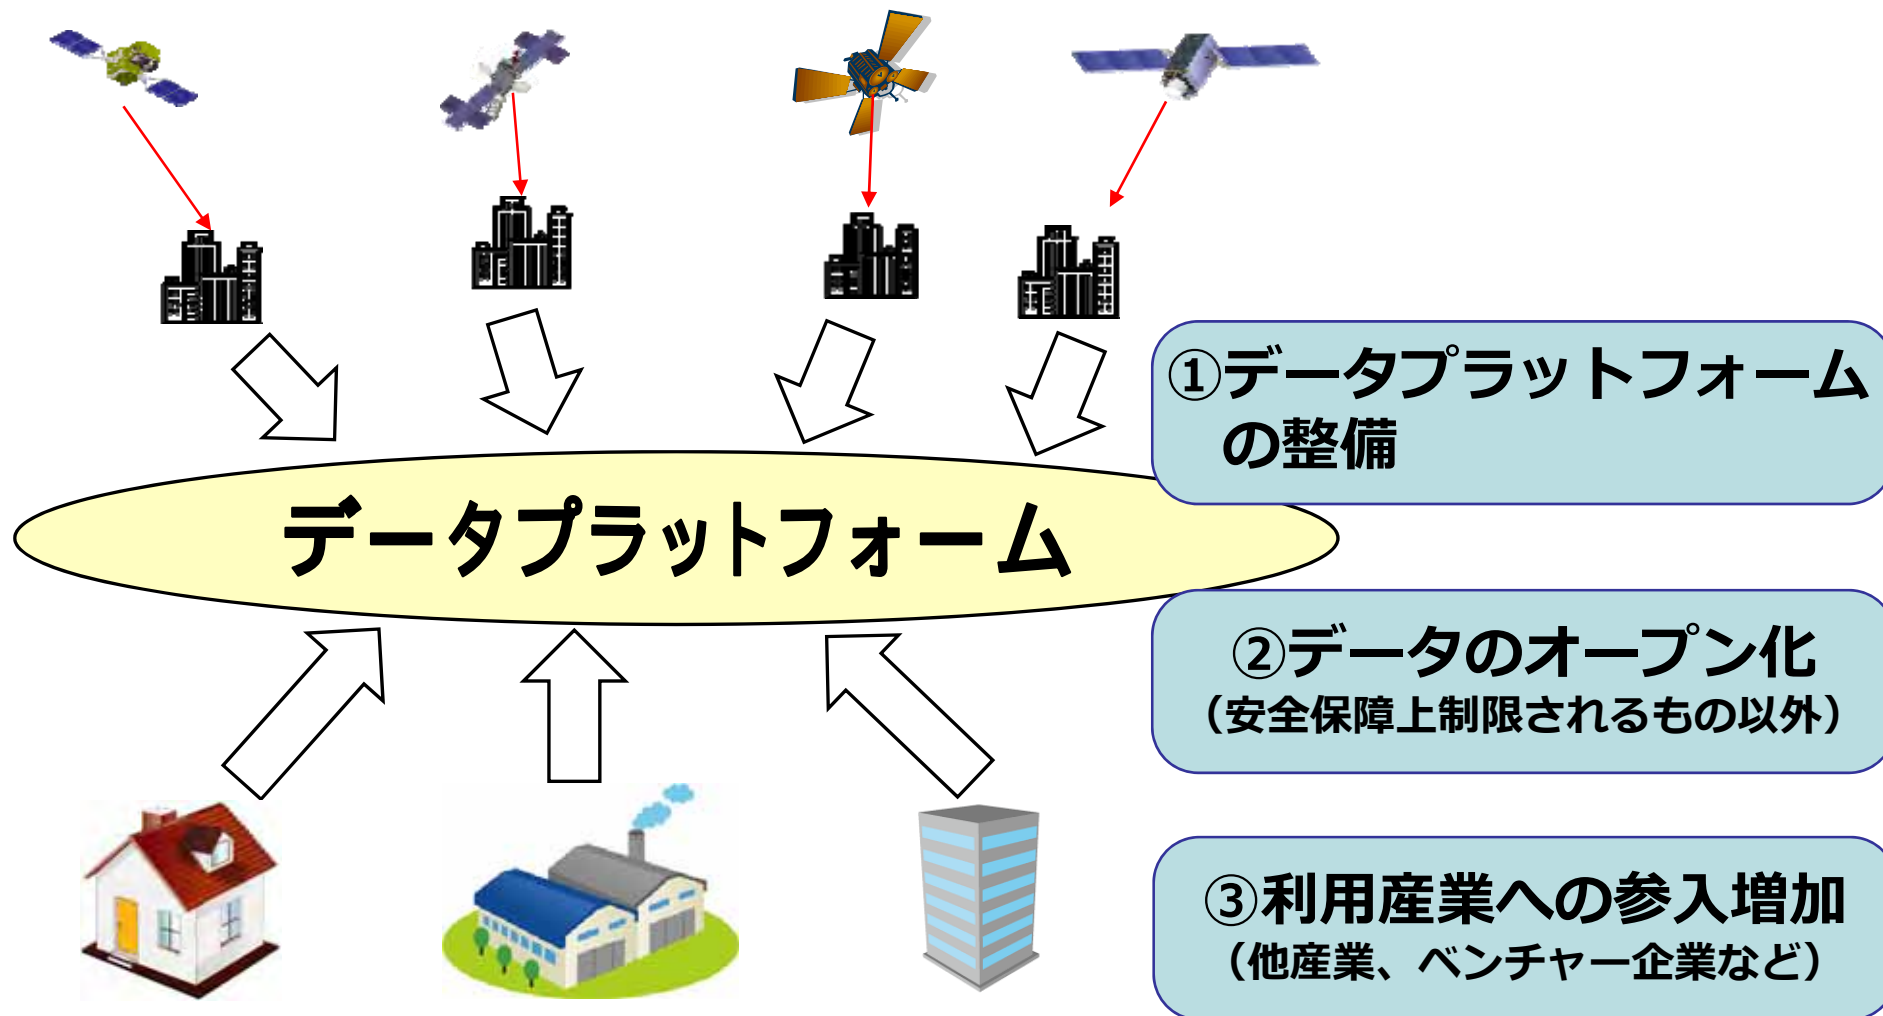 ①データプラットフォーム
の整備
データプラットフォーム
②データのオープン化
（安全保障上制限されるもの以外）
③利用産業への参入増加
（他産業、ベンチャー企業など）